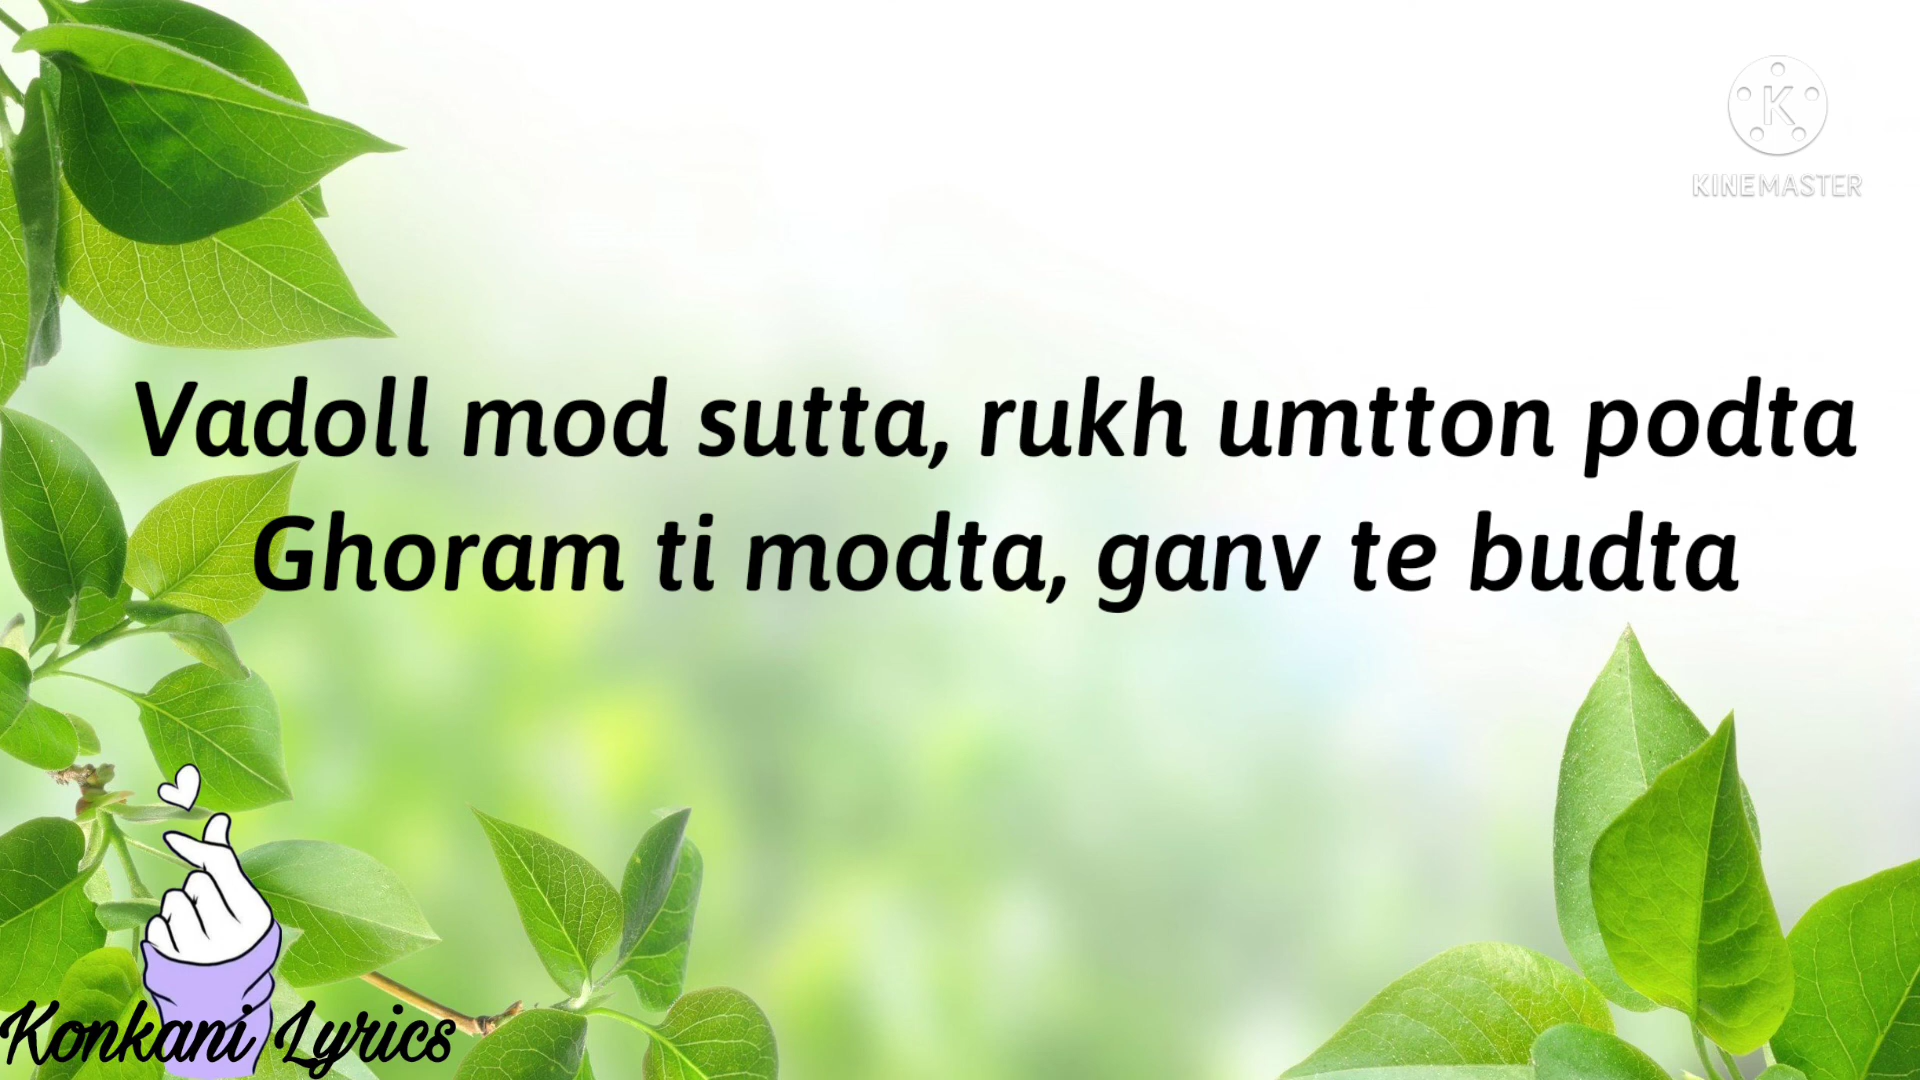 K
KINEMASTER
Vadoll mod sutta, rukh umtton podta
Ghoram ti modta, ganv te budta
Konkani Lyrics